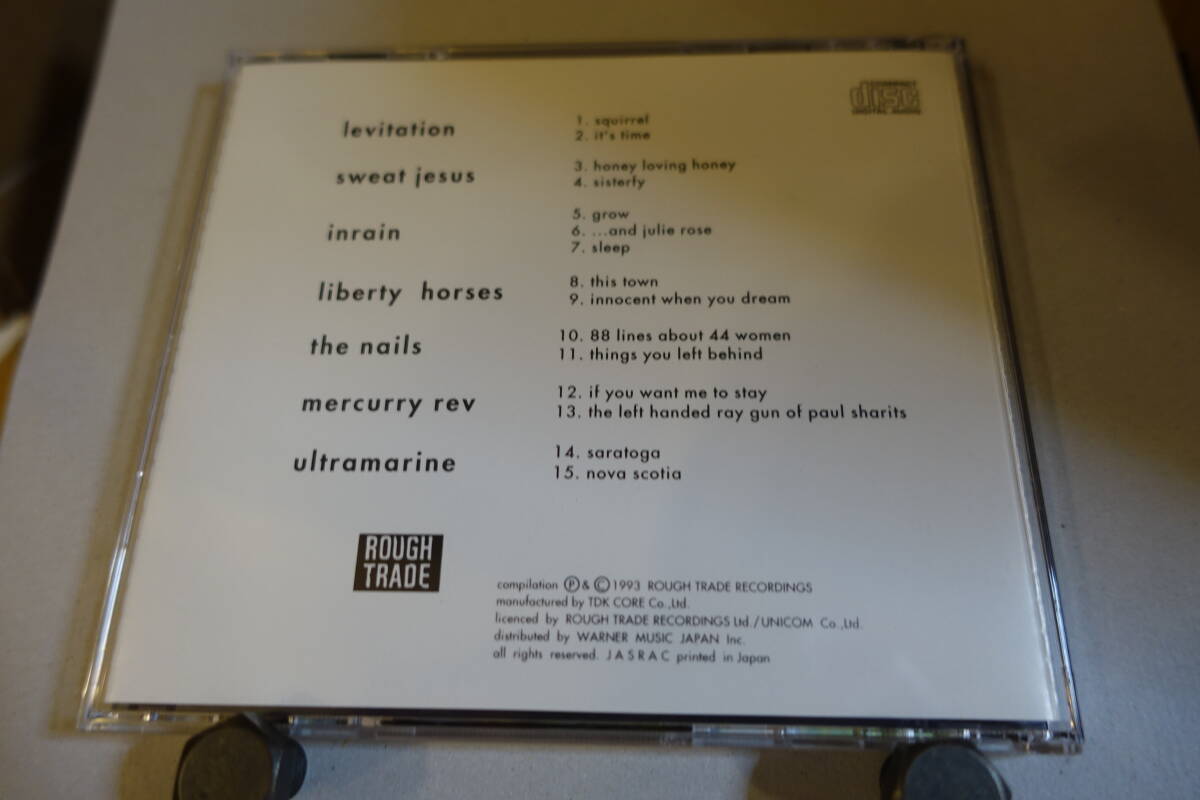 COMPACT
disc
DIGITAL AUDIO
levitation
1. squirrel
2. it's time
sweat jesus
3. honey loving honey
4. sisterfy
inrain
5. grow
6. ...and julie rose
7. sleep
liberty horses
8. this town
9. innocent when you dream
the nails
10. 88 lines about 44 women
11. things you left behind
mercurry rev
12. if you want me to stay
13. the left handed ray gun of paul sharits
ultramarine
14. saratoga
15. nova scotia
ROUGH
TRADE
compilation Ⓟ & © 1993 ROUGH TRADE RECORDINGS
manufactured by TDK CORE Co.,Ltd.
licenced by ROUGH TRADE RECORDINGS Ltd./UNICOM Co.,Ltd.
distributed by WARNER MUSIC JAPAN Inc.
all rights reserved. JASRAC printed in Japan